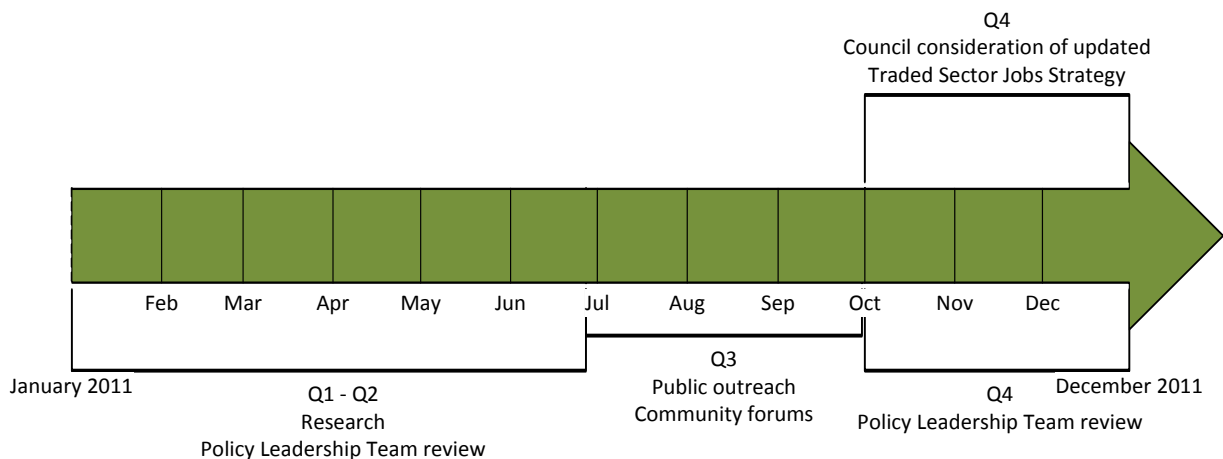 Q4
Council consideration of updated
Traded Sector Jobs Strategy
Feb Mar Apr May Jun Jul Aug Sep Oct Nov Dec
January 2011
Q1 - Q2
Research
Policy Leadership Team review
Q3
Public outreach
Community forums
December 2011
Q4
Policy Leadership Team review